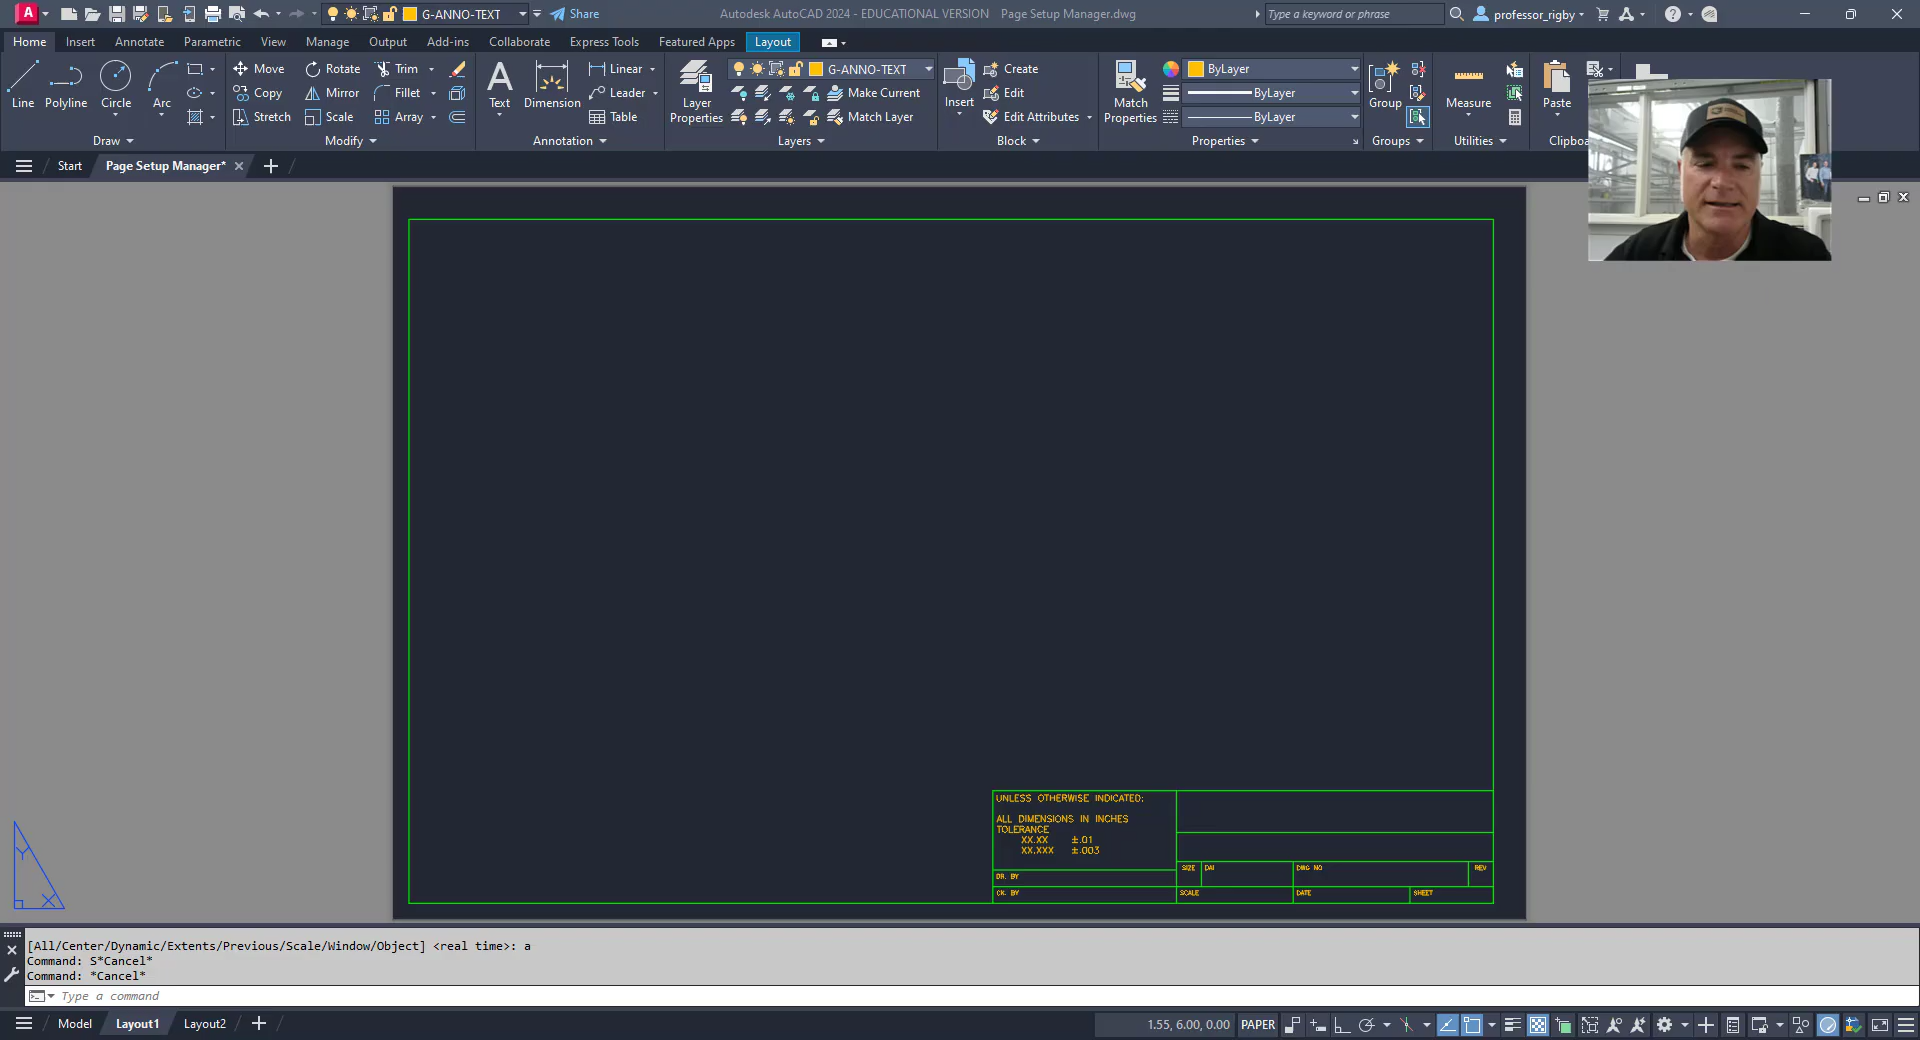 G-ANNO-TEXT
Share
Autodesk AutoCAD 2024 - EDUCATIONAL VERSION Page Setup Manager.dwg
Type a keyword or phrase
professor_rigby
Home Insert Annotate Parametric View Manage Output Add-ins Collaborate Express Tools Featured Apps Layout
Line Polyline Circle Arc
Draw
Move Rotate Trim
Copy Mirror Fillet
Stretch Scale Array
Modify
Text Dimension
Linear
Leader
Table
Annotation
Layer Properties
G-ANNO-TEXT
Make Current
Match Layer
Layers
Insert
Create
Edit
Edit Attributes
Block
Match Properties
ByLayer
ByLayer
ByLayer
Properties
Group
Groups
Measure
Utilities
Paste
Clipbo
Start Page Setup Manager*
UNLESS OTHERWISE INDICATED:
ALL DIMENSIONS IN INCHES
TOLERANCE
XX.XX ±.01
XX.XXX ±.003
DR. BY
CK. BY
SIZE DAI DWG NO REV
SCALE DATE SHEET
Y
X
[All/Center/Dynamic/Extents/Previous/Scale/Window/Object] <real time>: a
Command: S*Cancel*
Command: *Cancel*
Type a command
Model Layout1 Layout2
1.55, 6.00, 0.00 PAPER